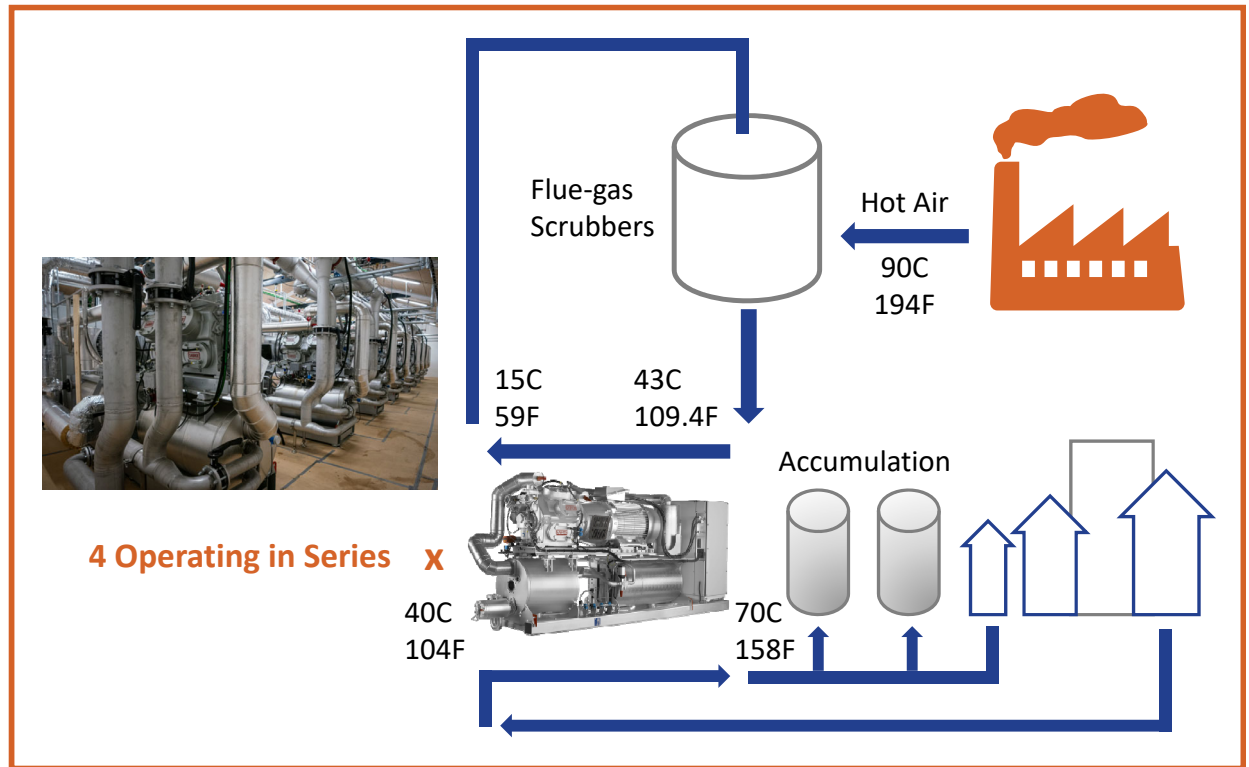 Flue-gas
Scrubbers
Hot Air
90C
194F
15C
59F
43C
109.4F
Accumulation
4 Operating in Series x
40C
104F
70C
158F